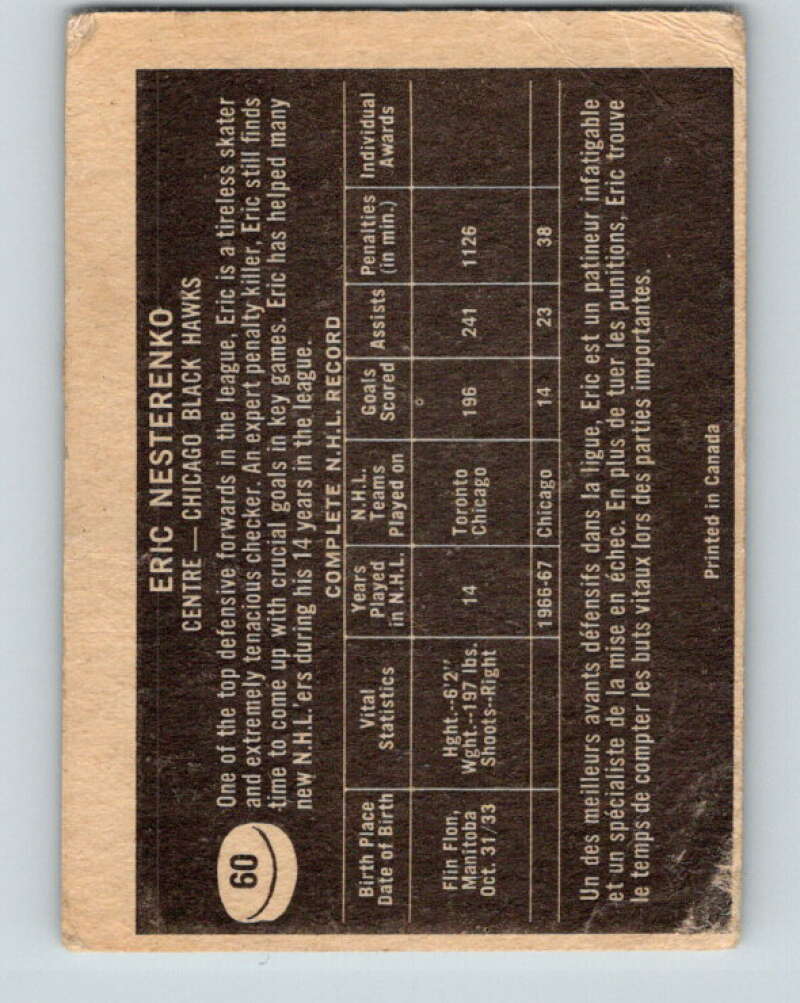 ERIC NESTERENKO
CENTRE — CHICAGO BLACK HAWKS
60
One of the top defensive forwards in the league, Eric is a tireless skater
and extremely tenacious checker. An expert penalty killer, Eric still finds
time to come up with crucial goals in key games. Eric has helped many
new N.H.L.'ers during his 14 years in the league.
COMPLETE N.H.L. RECORD
Birth Place Vital Years N.H.L. Goals Assists Penalties Individual
Date of Birth Statistics Played Teams Scored (in min.) Awards
in N.H.L. Played on
Flin Flon, Hght.--6'2" 14 Toronto 196 241 1126
Manitoba Wght.--197 lbs. Chicago
Oct. 31/33 Shoots--Right
1966-67 Chicago 14 23 38
Un des meilleurs avants défensifs dans la ligue, Eric est un patineur infatigable
et un spécialiste de la mise en échec. En plus de tuer les punitions, Eric trouve
le temps de compter les buts vitaux lors des parties importantes.
Printed in Canada